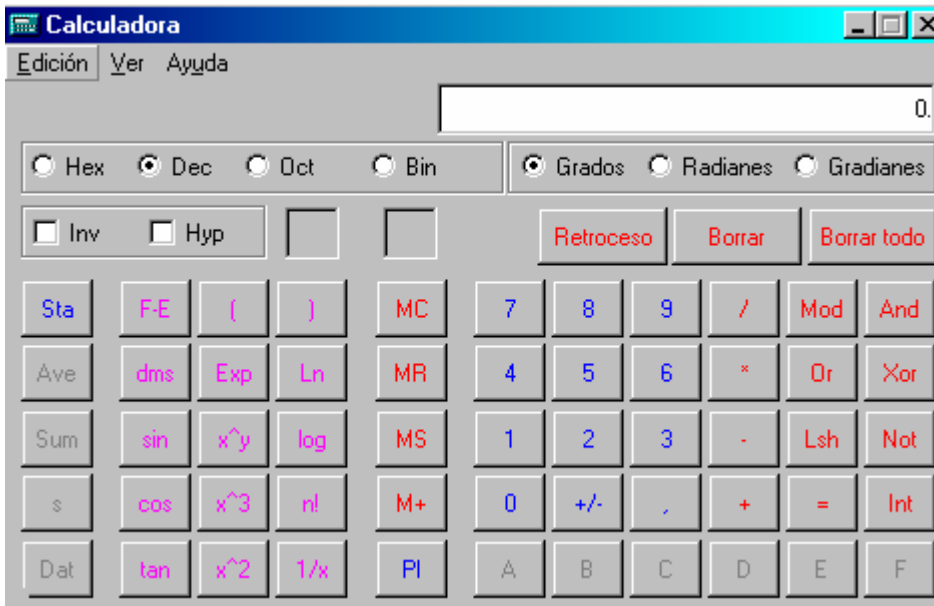 Calculadora
Edición Ver Ayuda
0.
Hex Dec Oct Bin Grados Radianes Gradianes
Inv Hyp Retroceso Borrar Borrar todo
Sta F-E ( ) MC 7 8 9 / Mod And
Ave dms Exp Ln MR 4 5 6 * Or Xor
Sum sin x^y log MS 1 2 3 - Lsh Not
s cos x^3 n! M+ 0 +/- , + = Int
Dat tan x^2 1/x PI A B C D E F